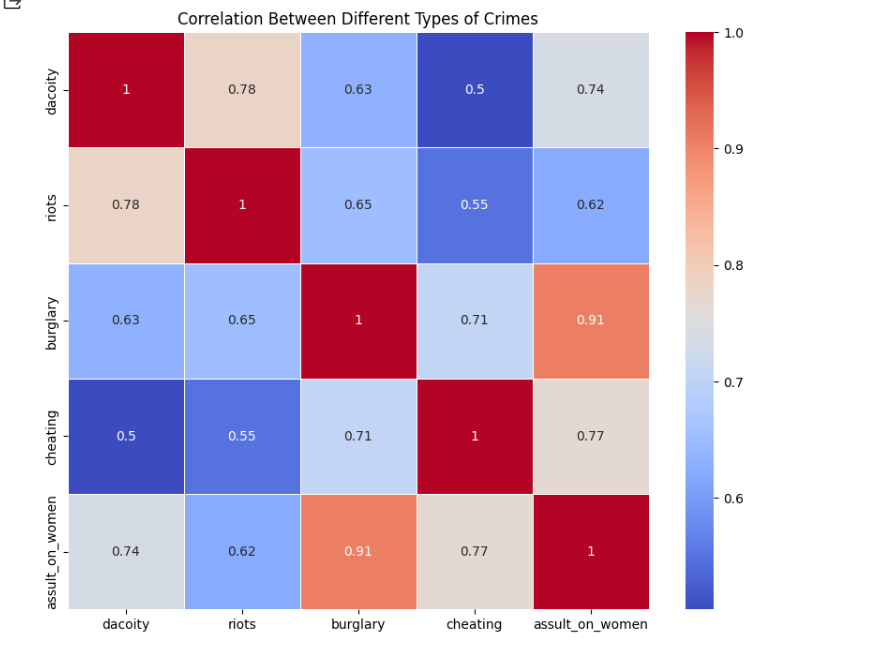 Correlation Between Different Types of Crimes
dacoity 1 0.78 0.63 0.5 0.74
riots 0.78 1 0.65 0.55 0.62
burglary 0.63 0.65 1 0.71 0.91
cheating 0.5 0.55 0.71 1 0.77
assult_on_women 0.74 0.62 0.91 0.77 1
dacoity riots burglary cheating assult_on_women
1.0
0.9
0.8
0.7
0.6